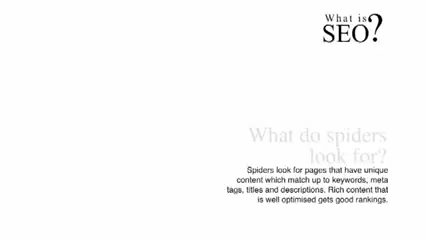 What is
SEO?
What do spiders
look for?
Spiders look for pages that have unique
content which match up to keywords, meta
tags, titles and descriptions. Rich content that
is well optimised gets good rankings.